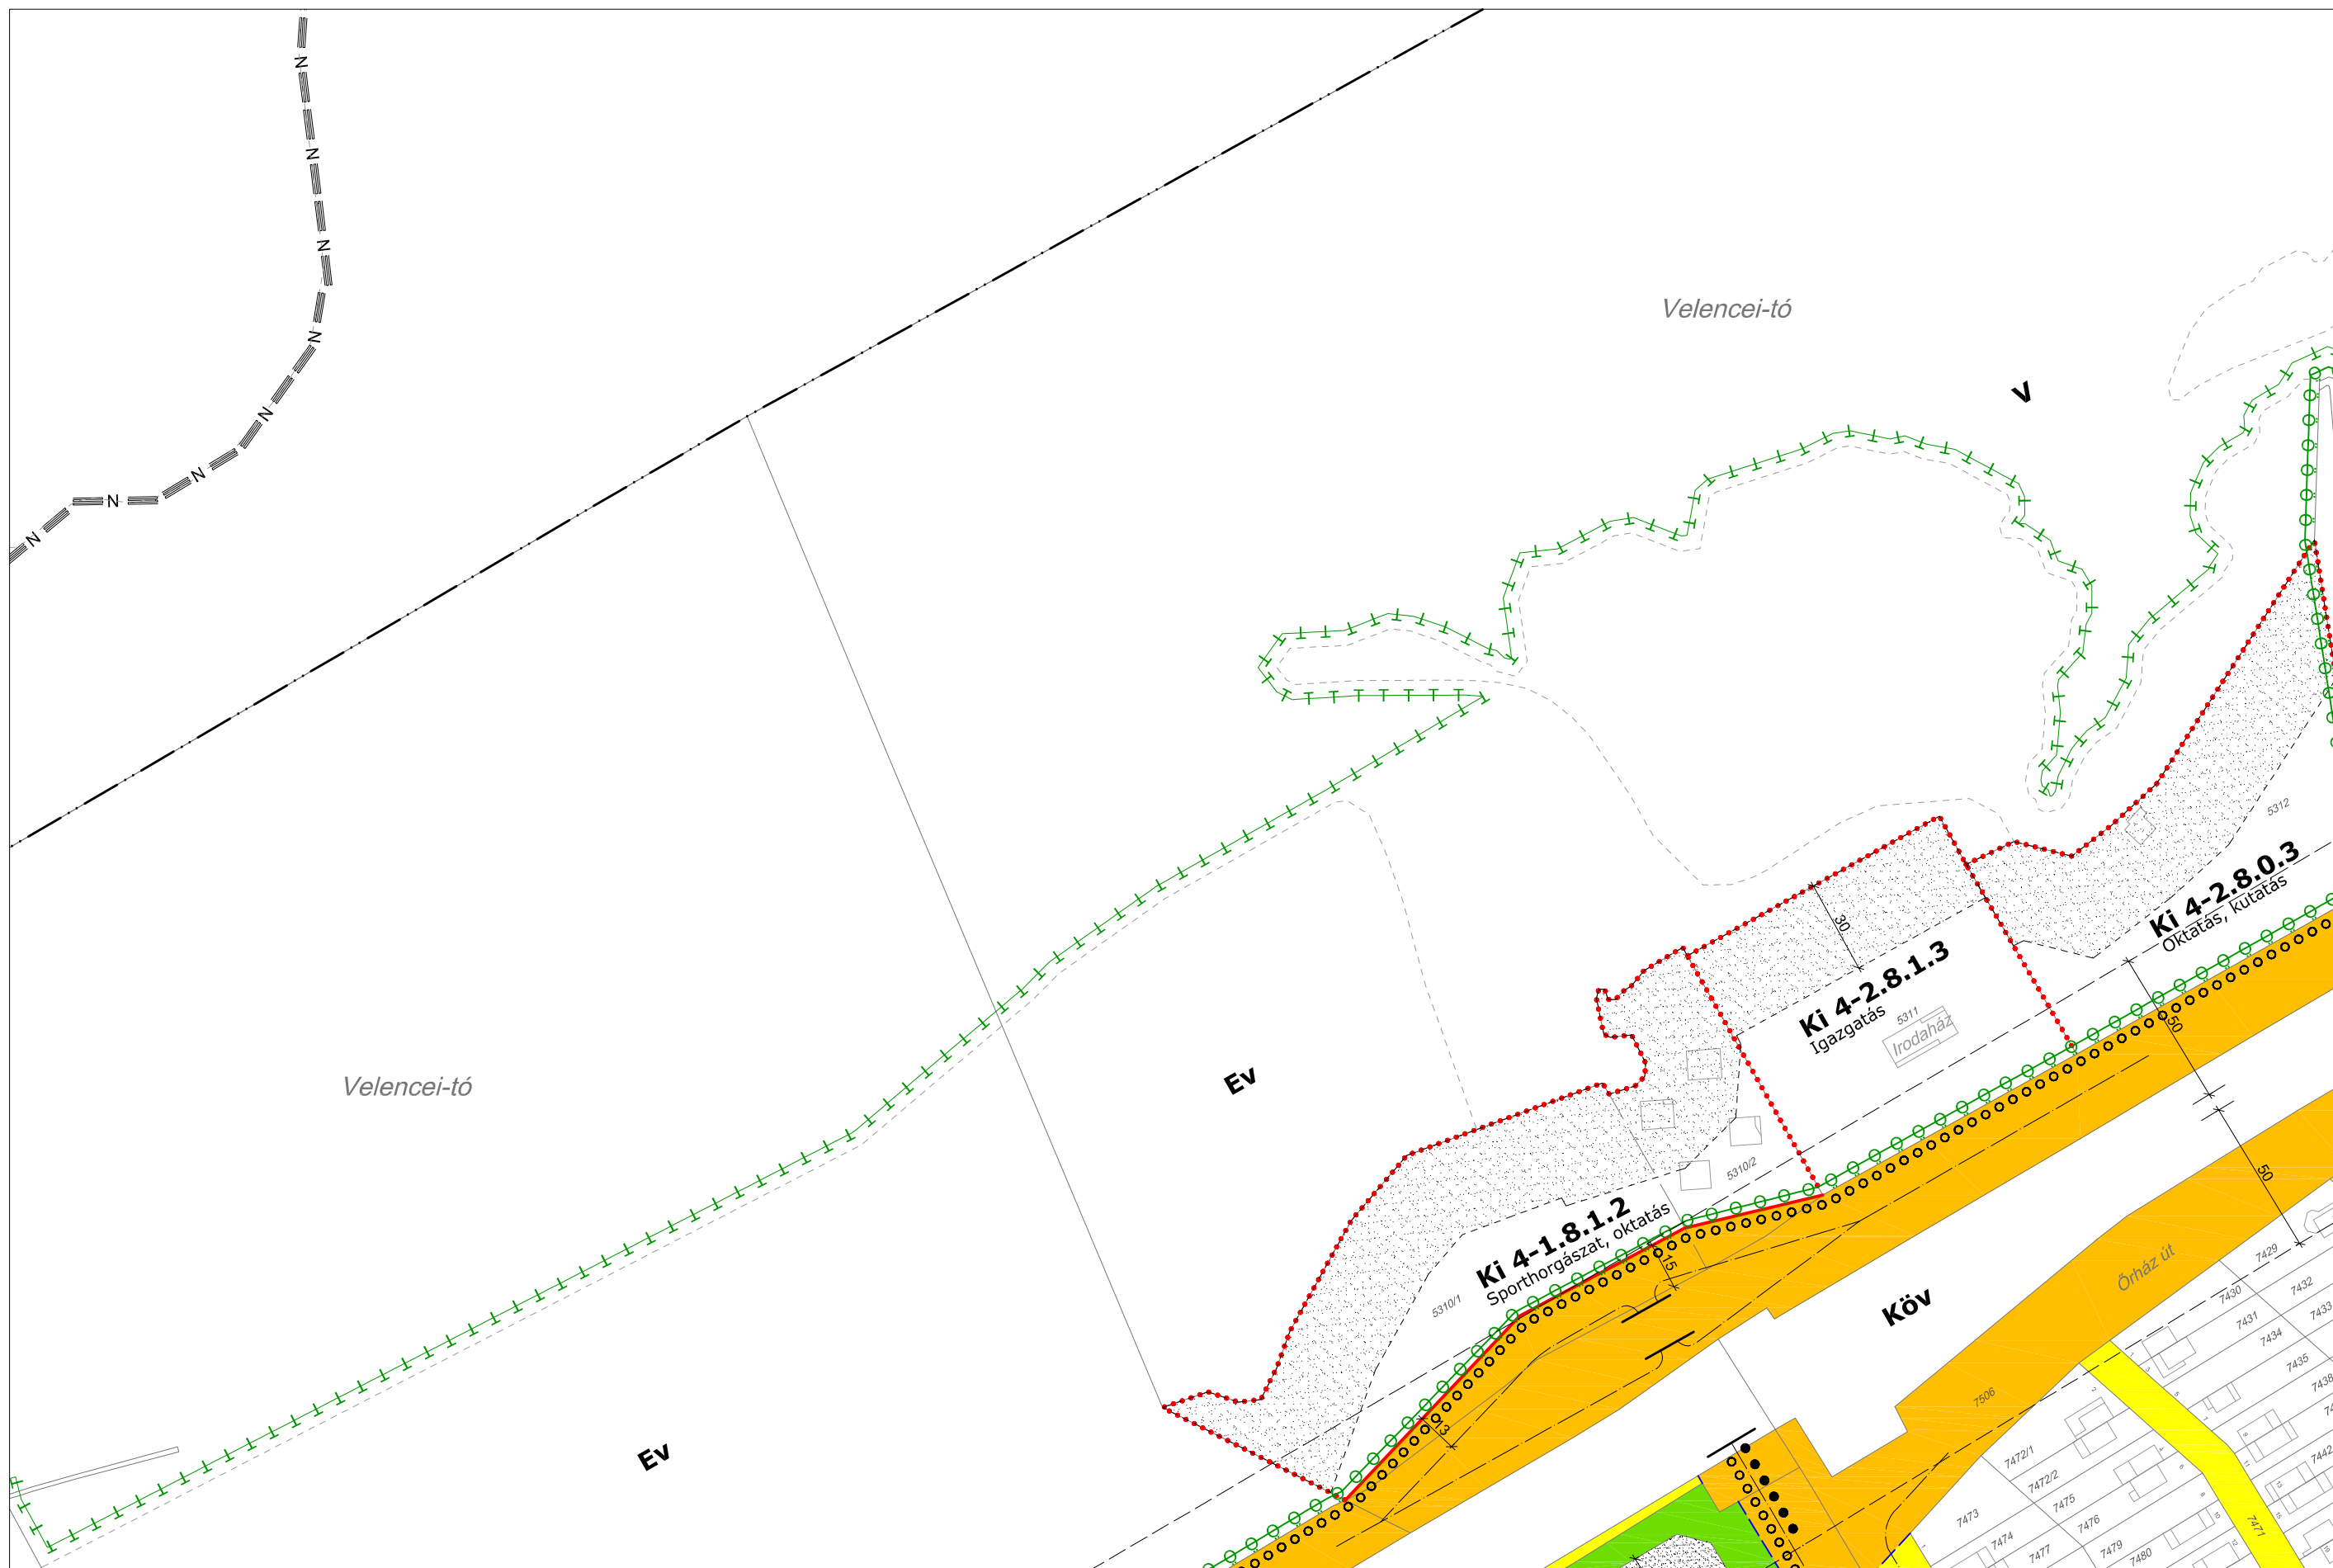 N
N
N
N
N
N
N
N
Velencei-tó
V
5312
Ki 4-2.8.0.3
Oktatás, kutatás
30
Ki 4-2.8.1.3
Igazgatás
5311
Irodaház
50
Velencei-tó
Ev
5310/2
50
Ki 4-1.8.1.2
Sporthorgászat, oktatás
15
5310/1
Köv
Őrház út
7429
7430
7432
7431
7433
7434
7435
7438
7506
13
Ev
7472/1
7442
7472/2
7475
7473
7476
7471
7474
7477
7479
7480